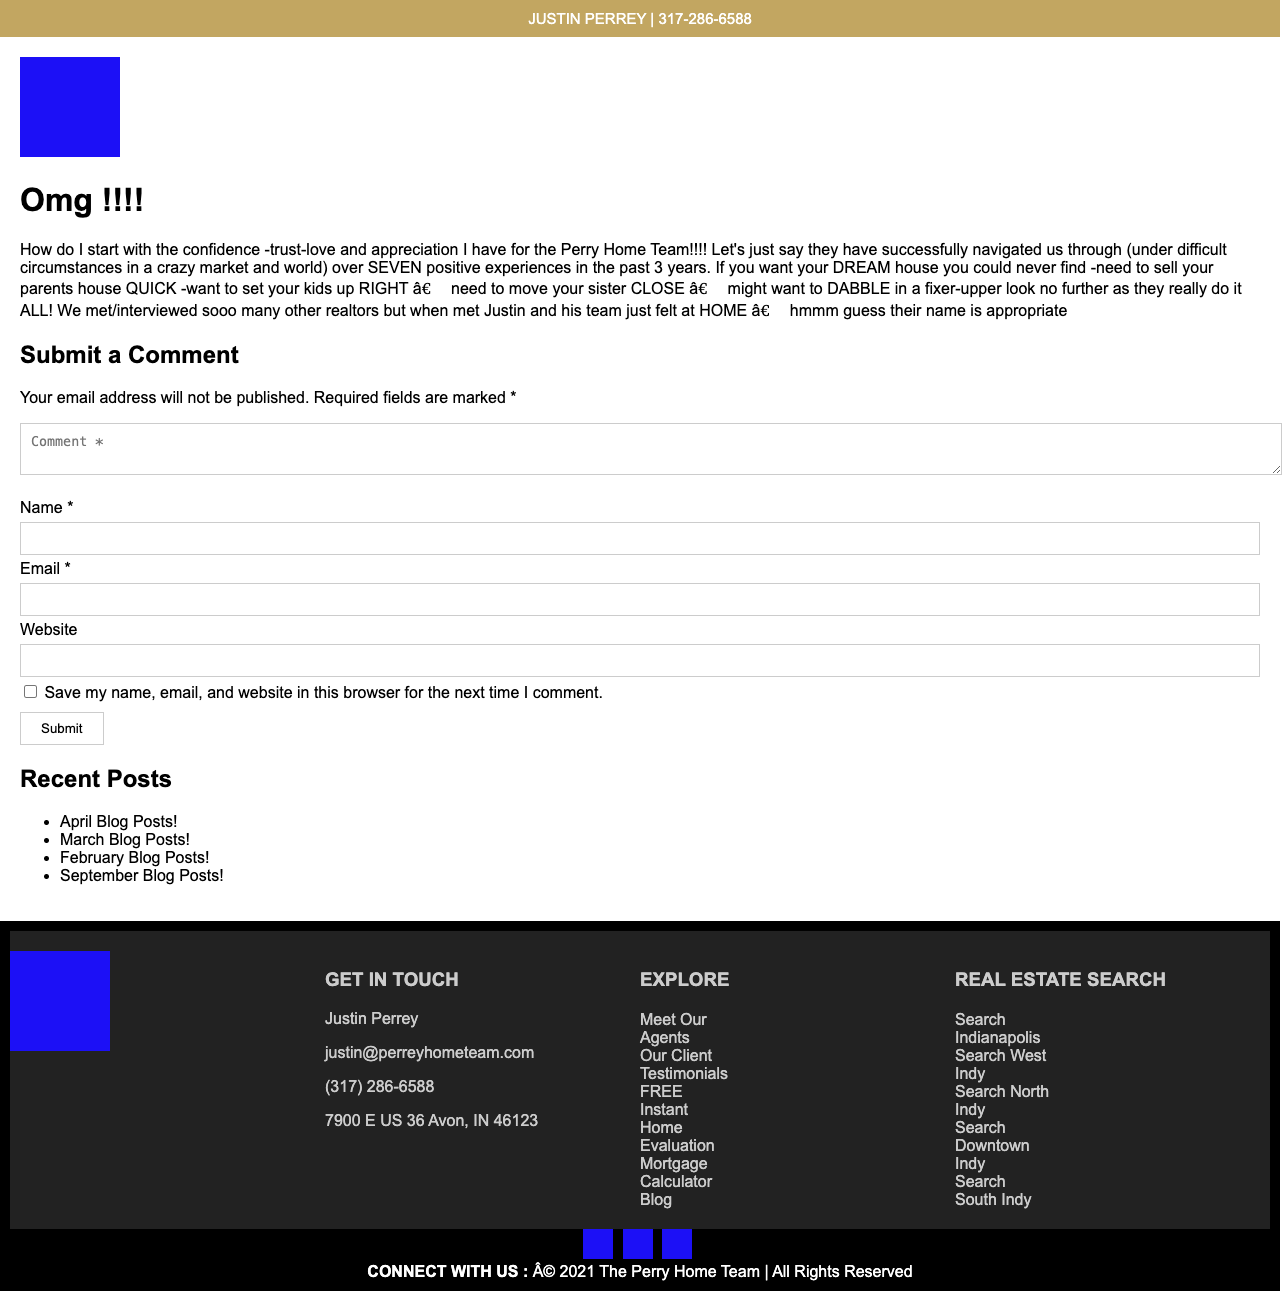 JUSTIN PERREY | 317-286-6588
Omg !!!!
How do I start with the confidence -trust-love and appreciation I have for the Perry Home Team!!!! Let's just say they have successfully navigated us through (under difficult
circumstances in a crazy market and world) over SEVEN positive experiences in the past 3 years. If you want your DREAM house you could never find -need to sell your
parents house QUICK -want to set your kids up RIGHT â€ need to move your sister CLOSE â€ might want to DABBLE in a fixer-upper look no further as they really do it
ALL! We met/interviewed sooo many other realtors but when met Justin and his team just felt at HOME â€ hmmm guess their name is appropriate
Submit a Comment
Your email address will not be published. Required fields are marked *
Comment *
Name *
Email *
Website
Save my name, email, and website in this browser for the next time I comment.
Submit
Recent Posts
April Blog Posts!
March Blog Posts!
February Blog Posts!
September Blog Posts!
GET IN TOUCH
Justin Perrey
justin@perreyhometeam.com
(317) 286-6588
7900 E US 36 Avon, IN 46123
EXPLORE
Meet Our
Agents
Our Client
Testimonials
FREE
Instant
Home
Evaluation
Mortgage
Calculator
Blog
REAL ESTATE SEARCH
Search
Indianapolis
Search West
Indy
Search North
Indy
Search
Downtown
Indy
Search
South Indy
CONNECT WITH US : Â© 2021 The Perry Home Team | All Rights Reserved